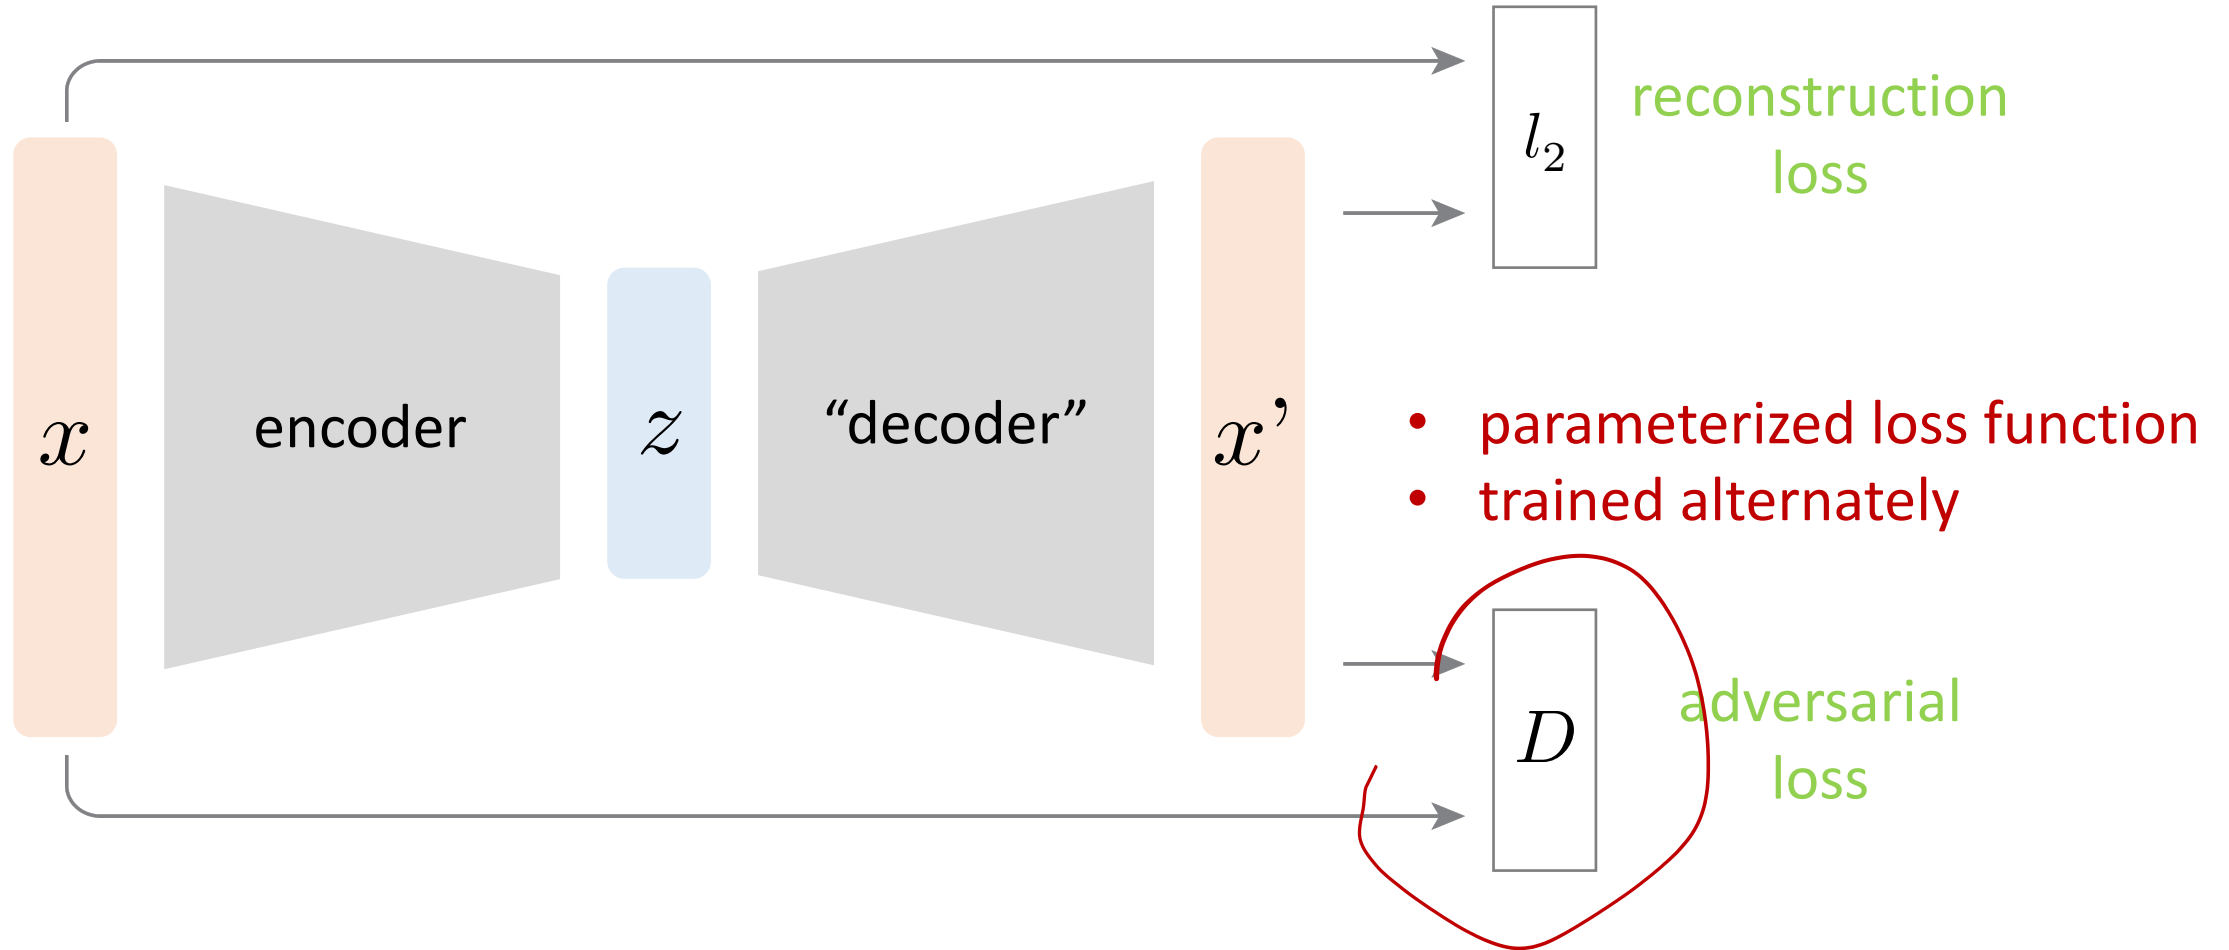 x
encoder
z
“decoder”
x’
l₂
reconstruction
loss
• parameterized loss function
• trained alternately
D
adversarial
loss